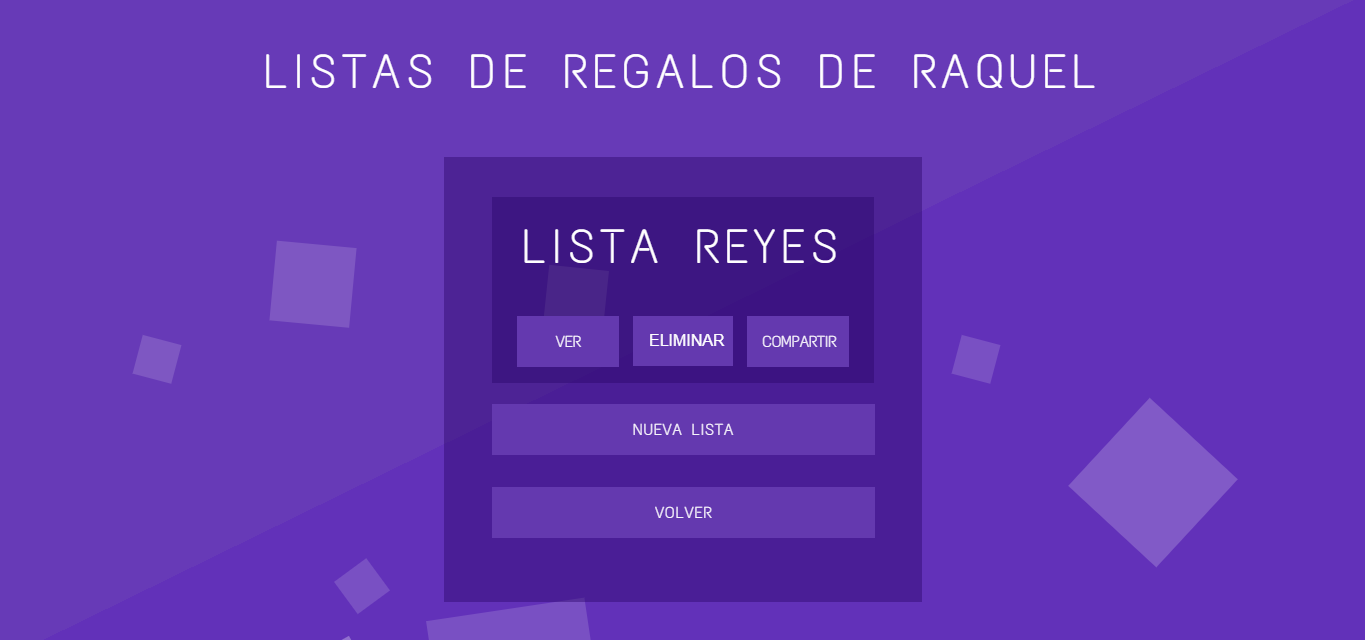 LISTAS DE REGALOS DE RAQUEL
LISTA REYES
VER ELIMINAR COMPARTIR
NUEVA LISTA
VOLVER